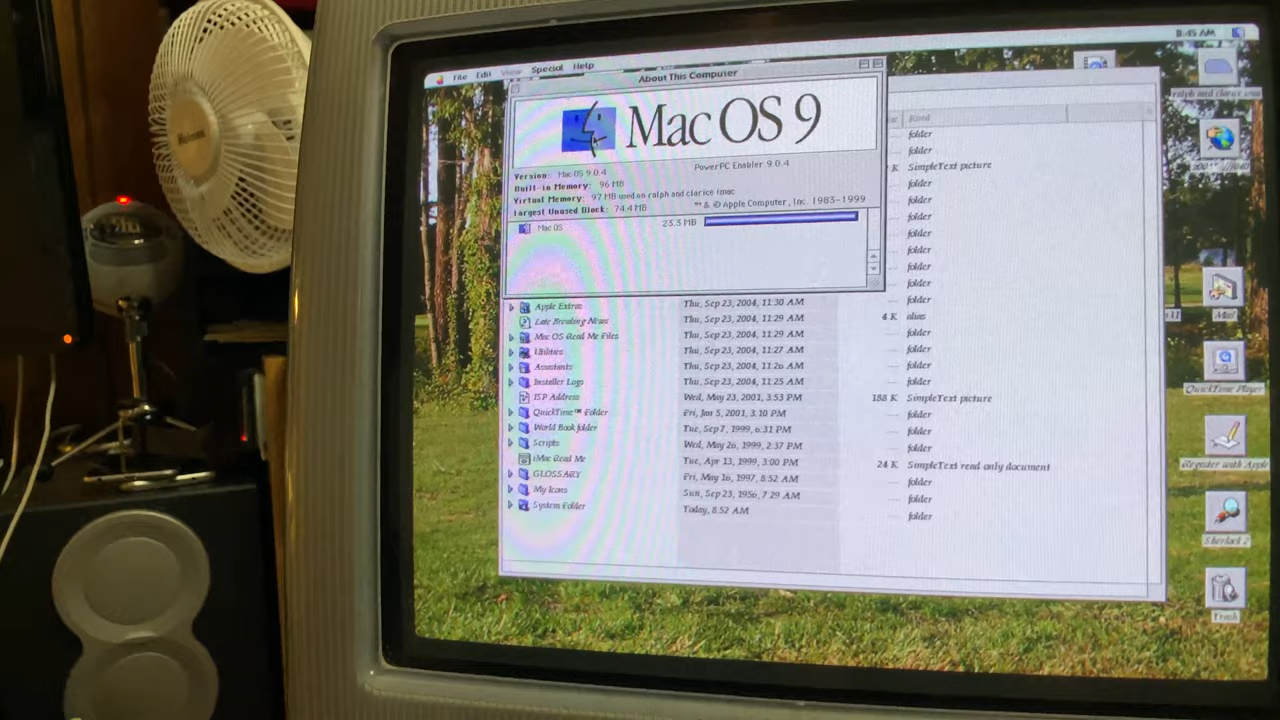 File Edit View Special Help 8:45 AM
About This Computer
Mac OS 9
PowerPC Enabler 9.0.4
Version: Mac OS 9.0.4
Built-in Memory: 96 MB
Virtual Memory: 97 MB used on ralph and clarice imac
Largest Unused Block: 74.4 MB
™ & © Apple Computer, Inc. 1983-1999
Mac OS 23.3 MB
Kind
folder
folder
K SimpleText picture
folder
folder
folder
folder
folder
folder
folder
folder
Apple Extras Thu, Sep 23, 2004, 11:30 AM
Late Breaking News Thu, Sep 23, 2004, 11:29 AM 4 K alias
Mac OS Read Me Files Thu, Sep 23, 2004, 11:29 AM folder
Utilities Thu, Sep 23, 2004, 11:27 AM folder
Assistants Thu, Sep 23, 2004, 11:26 AM folder
Installer Logs Thu, Sep 23, 2004, 11:25 AM folder
ISP Address Wed, May 23, 2001, 3:53 PM 188 K SimpleText picture
QuickTime™ Folder Fri, Jan 5, 2001, 3:10 PM folder
World Book folder Tue, Sep 7, 1999, 6:31 PM folder
Scripts Wed, May 26, 1999, 2:37 PM folder
iMac Read Me Tue, Apr 13, 1999, 3:00 PM 24 K SimpleText read only document
GLOSSARY Fri, May 16, 1997, 8:52 AM folder
My Icons Sun, Sep 23, 1956, 7:29 AM folder
System Folder Today, 8:52 AM folder
ralph and clarice imac
Mail
QuickTime Player
Register with Apple
Sherlock 2
Trash